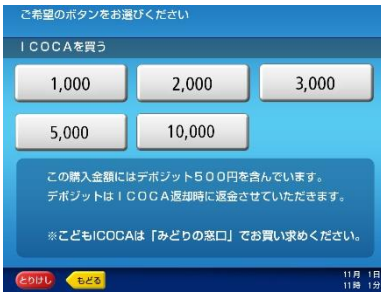 ご希望のボタンをお選びください
ICOCAを買う
1,000 2,000 3,000
5,000 10,000
この購入金額にはデポジット500円を含んでいます。
デポジットはICOCA返却時に返金させていただきます。
※こどもICOCAは「みどりの窓口」でお買い求めください。
とりけし もどる 11月 1日
11時 1分